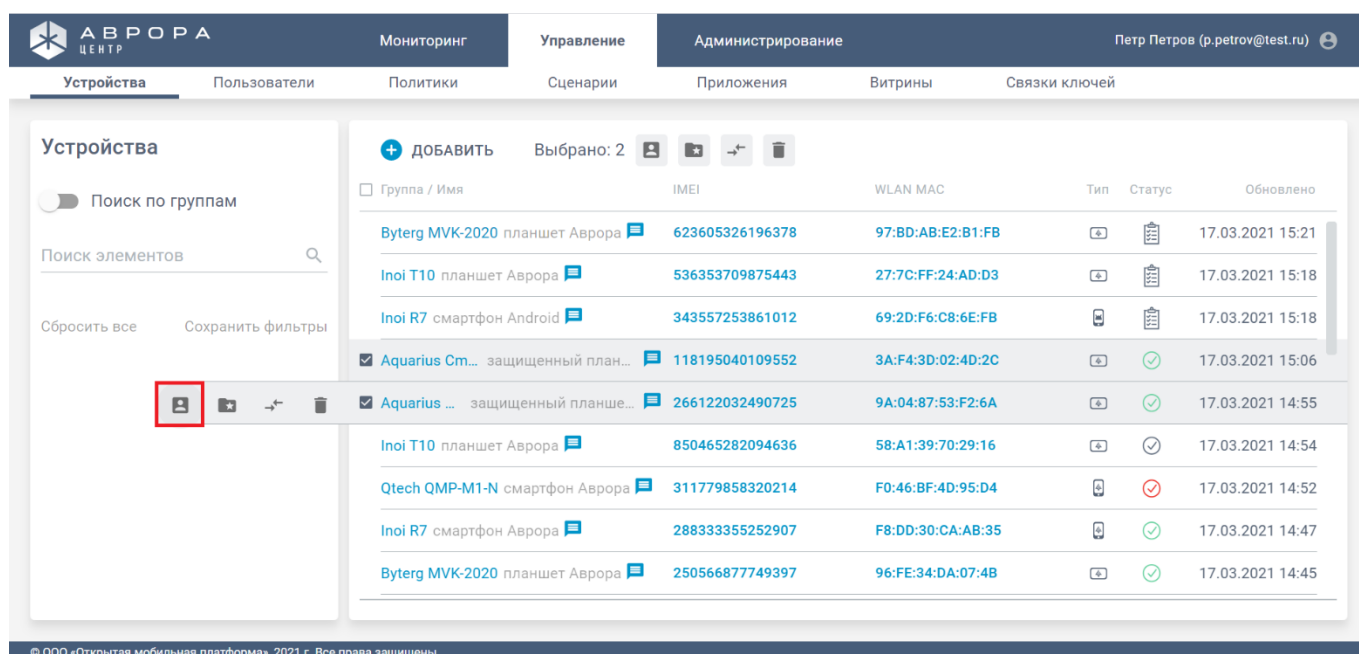 АВРОРА
ЦЕНТР
Мониторинг Управление Администрирование Петр Петров (p.petrov@test.ru)
Устройства Пользователи Политики Сценарии Приложения Витрины Связки ключей
Устройства
Поиск по группам
Поиск элементов
Сбросить все Сохранить фильтры
ДОБАВИТЬ Выбрано: 2
Группа / Имя IMEI WLAN MAC Тип Статус Обновлено
Byterg MVK-2020 планшет Аврора 623605326196378 97:BD:AB:E2:B1:FB 17.03.2021 15:21
Inoi T10 планшет Аврора 536353709875443 27:7C:FF:24:AD:D3 17.03.2021 15:18
Inoi R7 смартфон Android 343557253861012 69:2D:F6:C8:6E:FB 17.03.2021 15:18
Aquarius Cm... защищенный план... 118195040109552 3A:F4:3D:02:4D:2C 17.03.2021 15:06
Aquarius ... защищенный планше... 266122032490725 9A:04:87:53:F2:6A 17.03.2021 14:55
Inoi T10 планшет Аврора 850465282094636 58:A1:39:70:29:16 17.03.2021 14:54
Qtech QMP-M1-N смартфон Аврора 311779858320214 F0:46:BF:4D:95:D4 17.03.2021 14:52
Inoi R7 смартфон Аврора 288333355252907 F8:DD:30:CA:AB:35 17.03.2021 14:47
Byterg MVK-2020 планшет Аврора 250566877749397 96:FE:34:DA:07:4B 17.03.2021 14:45
© ООО «Открытая мобильная платформа», 2021 г. Все права защищены